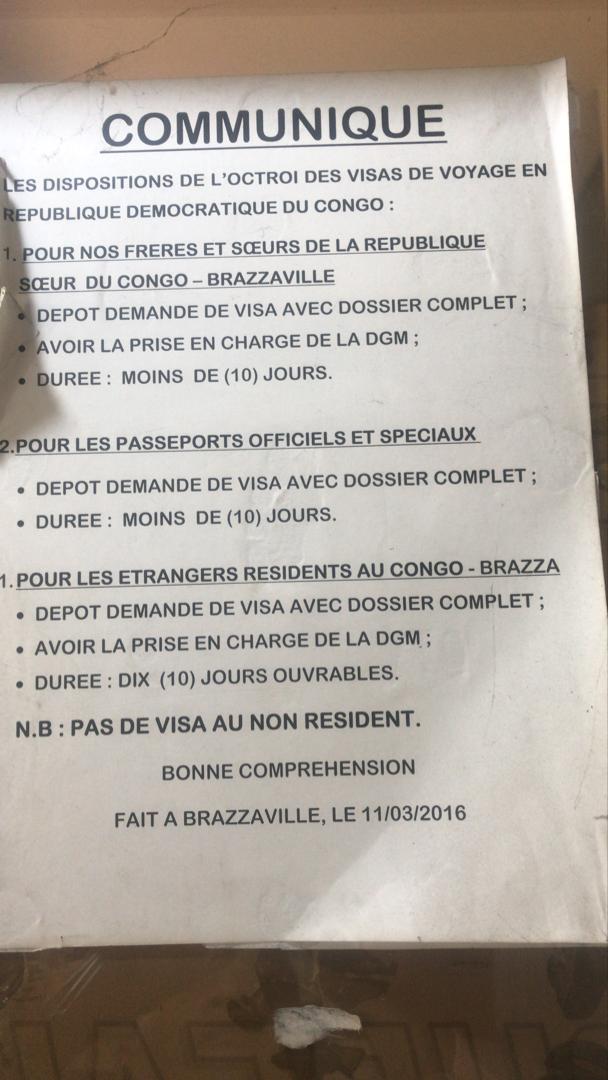 COMMUNIQUE
LES DISPOSITIONS DE L'OCTROI DES VISAS DE VOYAGE EN
REPUBLIQUE DEMOCRATIQUE DU CONGO :
1. POUR NOS FRERES ET SŒURS DE LA REPUBLIQUE
SŒUR DU CONGO – BRAZZAVILLE
• DEPOT DEMANDE DE VISA AVEC DOSSIER COMPLET ;
• AVOIR LA PRISE EN CHARGE DE LA DGM ;
• DUREE : MOINS DE (10) JOURS.
2.POUR LES PASSEPORTS OFFICIELS ET SPECIAUX
• DEPOT DEMANDE DE VISA AVEC DOSSIER COMPLET ;
• DUREE : MOINS DE (10) JOURS.
1.POUR LES ETRANGERS RESIDENTS AU CONGO - BRAZZA
• DEPOT DEMANDE DE VISA AVEC DOSSIER COMPLET ;
• AVOIR LA PRISE EN CHARGE DE LA DGM ;
• DUREE : DIX (10) JOURS OUVRABLES.
N.B : PAS DE VISA AU NON RESIDENT.
BONNE COMPREHENSION
FAIT A BRAZZAVILLE, LE 11/03/2016